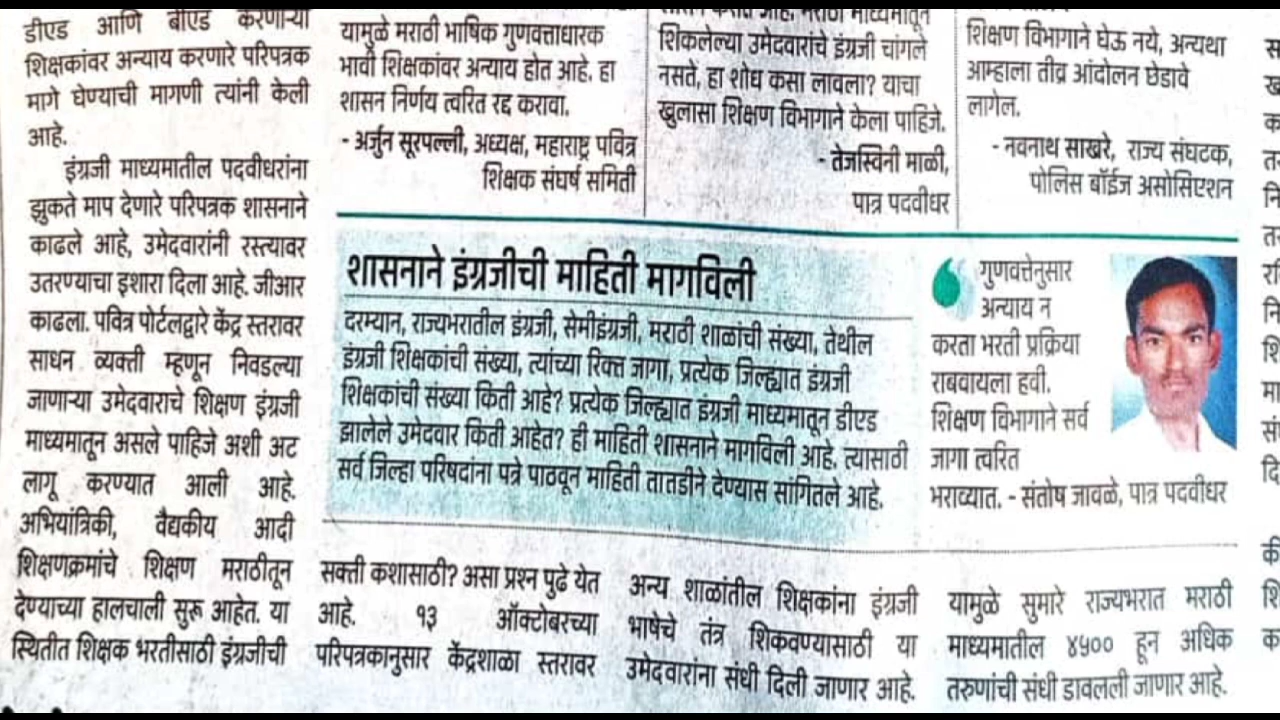 डीएड आणि बीएड करणाऱ्या
शिक्षकांवर अन्याय करणारे परिपत्रक
मागे घेण्याची मागणी त्यांनी केली
आहे.
इंग्रजी माध्यमातील पदवीधरांना
झुकते माप देणारे परिपत्रक शासनाने
काढले आहे, उमेदवारांनी रस्त्यावर
उतरण्याचा इशारा दिला आहे. जीआर
काढला. पवित्र पोर्टलद्वारे केंद्र स्तरावर
साधन व्यक्ती म्हणून निवडल्या
जाणाऱ्या उमेदवाराचे शिक्षण इंग्रजी
माध्यमातून असले पाहिजे अशी अट
लागू करण्यात आली आहे.
अभियांत्रिकी, वैद्यकीय आदी
शिक्षणक्रमांचे शिक्षण मराठीतून
देण्याच्या हालचाली सुरू आहेत. या
स्थितीत शिक्षक भरतीसाठी इंग्रजीची
यामुळे मराठी भाषिक गुणवत्ताधारक
भावी शिक्षकांवर अन्याय होत आहे. हा
शासन निर्णय त्वरित रद्द करावा.
- अर्जुन सूरपल्ली, अध्यक्ष, महाराष्ट्र पवित्र
शिक्षक संघर्ष समिती
शासन करीत आहे. मराठी माध्यमातून
शिकलेल्या उमेदवारांचे इंग्रजी चांगले
नसते, हा शोध कसा लावला? याचा
खुलासा शिक्षण विभागाने केला पाहिजे.
- तेजस्विनी माळी,
पात्र पदवीधर
शिक्षण विभागाने घेऊ नये, अन्यथा
आम्हाला तीव्र आंदोलन छेडावे
लागेल.
- नवनाथ साखरे, राज्य संघटक,
पोलिस बॉईज असोसिएशन
शासनाने इंग्रजीची माहिती मागविली
दरम्यान, राज्यभरातील इंग्रजी, सेमीइंग्रजी, मराठी शाळांची संख्या, तेथील
इंग्रजी शिक्षकांची संख्या, त्यांच्या रिक्त जागा, प्रत्येक जिल्ह्यात इंग्रजी
शिक्षकांची संख्या किती आहे? प्रत्येक जिल्ह्यात इंग्रजी माध्यमातून डीएड
झालेले उमेदवार किती आहेत? ही माहिती शासनाने मागविली आहे. त्यासाठी
सर्व जिल्हा परिषदांना पत्रे पाठवून माहिती तातडीने देण्यास सांगितले आहे.
गुणवत्तेनुसार
अन्याय न
करता भरती प्रक्रिया
राबवायला हवी.
शिक्षण विभागाने सर्व
जागा त्वरित
भराव्यात. - संतोष जावळे, पात्र पदवीधर
सक्ती कशासाठी? असा प्रश्न पुढे येत
आहे. १३ ऑक्टोबरच्या
परिपत्रकानुसार केंद्रशाळा स्तरावर
अन्य शाळांतील शिक्षकांना इंग्रजी
भाषेचे तंत्र शिकवण्यासाठी या
उमेदवारांना संधी दिली जाणार आहे.
यामुळे सुमारे राज्यभरात मराठी
माध्यमातील ४५०० हून अधिक
तरुणांची संधी डावलली जाणार आहे.